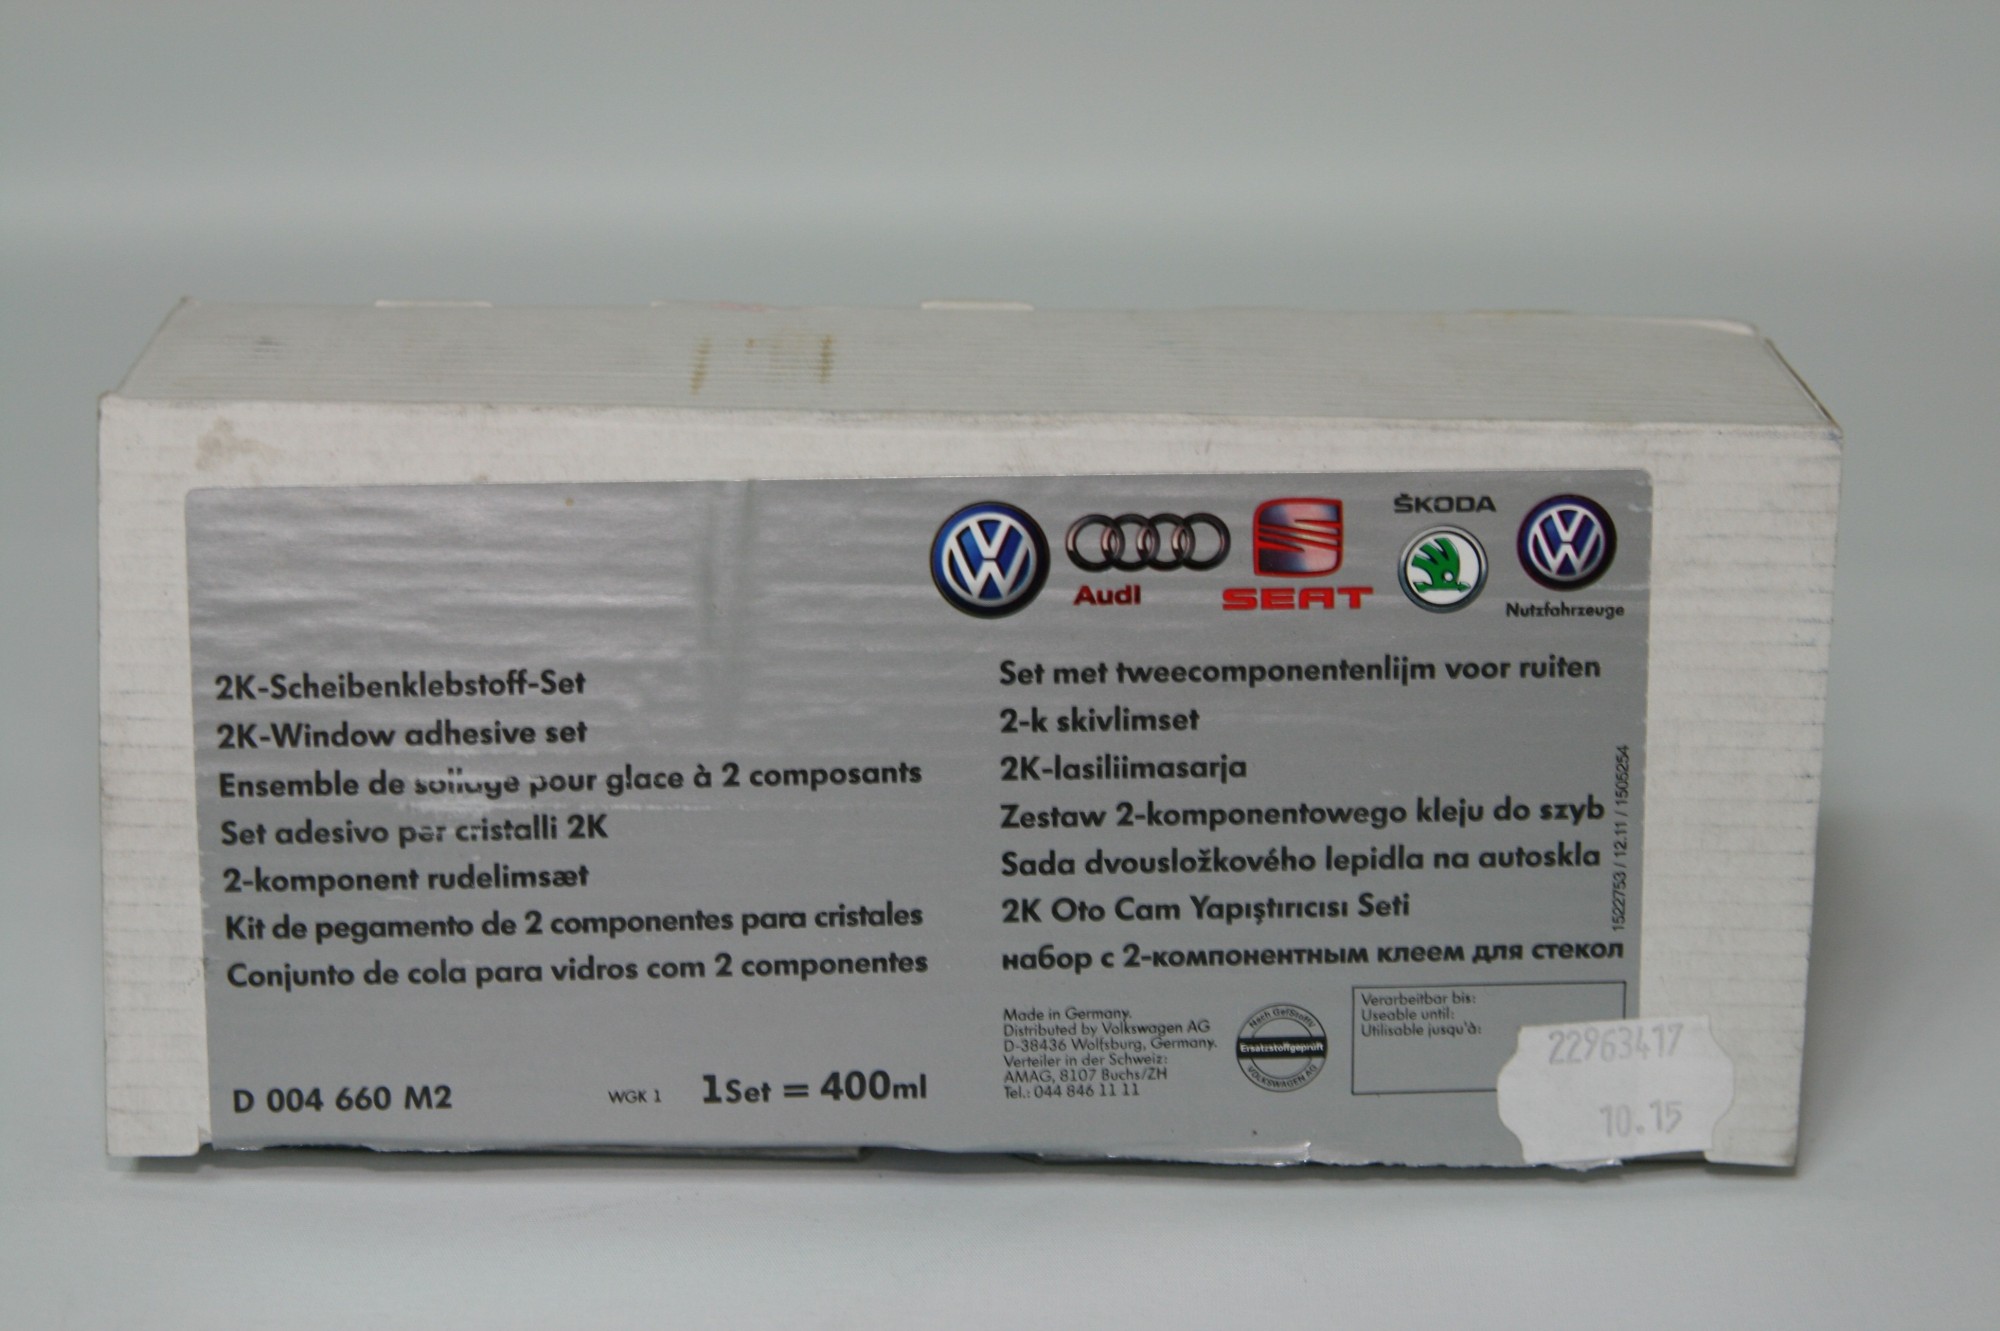 Audi
SEAT
ŠKODA
Nutzfahrzeuge
2K-Scheibenklebstoff-Set
2K-Window adhesive set
Ensemble de collage pour glace à 2 composants
Set adesivo per cristalli 2K
2-komponent rudelimsæt
Kit de pegamento de 2 componentes para cristales
Conjunto de cola para vidros com 2 componentes
D 004 660 M2
WGK 1
1Set = 400ml
Set met tweecomponentenlijm voor ruiten
2-k skivlimset
2K-lasiliimasarja
Zestaw 2-komponentowego kleju do szyb
Sada dvousložkového lepidla na autoskla
2K Oto Cam Yapıştırıcısı Seti
набор с 2-компонентным клеем для стекол
1522753 / 12.11 / 1505254
Made in Germany.
Distributed by Volkswagen AG
D-38436 Wolfsburg, Germany.
Verteiler in der Schweiz:
AMAG, 8107 Buchs/ZH
Tel.: 044 846 11 11
Nach GefStoffV
Ersatzstoffgeprüft
VOLKSWAGEN AG
Verarbeitbar bis:
Useable until:
Utilisable jusqu'à:
22963417
10.15